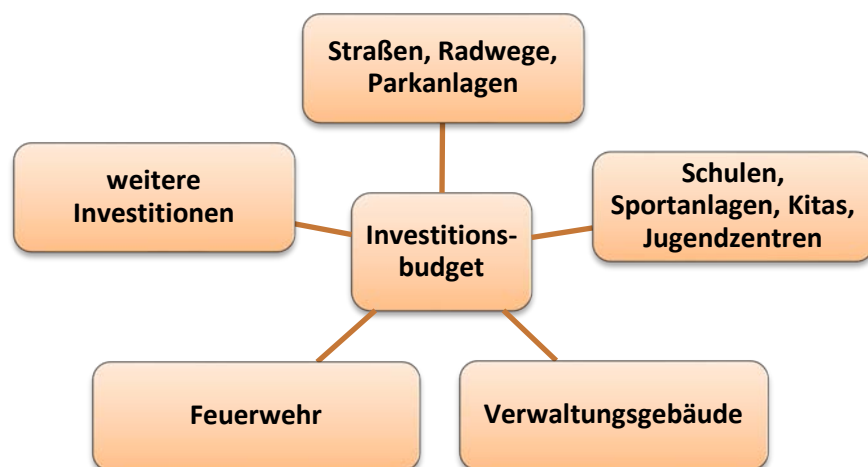 Straßen, Radwege,
Parkanlagen
weitere
Investitionen
Schulen,
Sportanlagen, Kitas,
Jugendzentren
Investitions-
budget
Feuerwehr
Verwaltungsgebäude